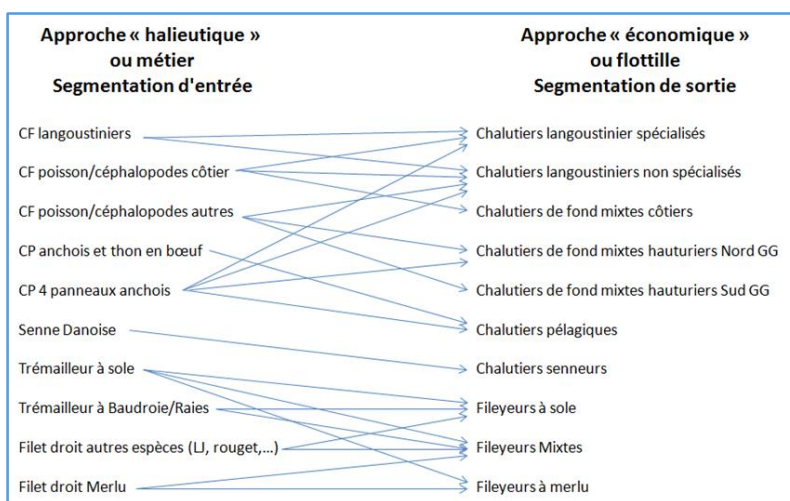 Approche « halieutique »
ou métier
Segmentation d'entrée
Approche « économique »
ou flottille
Segmentation de sortie
CF langoustiniers
Chalutiers langoustinier spécialisés
CF poisson/céphalopodes côtier
Chalutiers langoustiniers non spécialisés
CF poisson/céphalopodes autres
Chalutiers de fond mixtes côtiers
CP anchois et thon en bœuf
Chalutiers de fond mixtes hauturiers Nord GG
CP 4 panneaux anchois
Chalutiers de fond mixtes hauturiers Sud GG
Senne Danoise
Chalutiers pélagiques
Trémailleur à sole
Chalutiers senneurs
Trémailleur à Baudroie/Raies
Fileyeurs à sole
Filet droit autres espèces (LJ, rouget,...)
Fileyeurs Mixtes
Filet droit Merlu
Fileyeurs à merlu